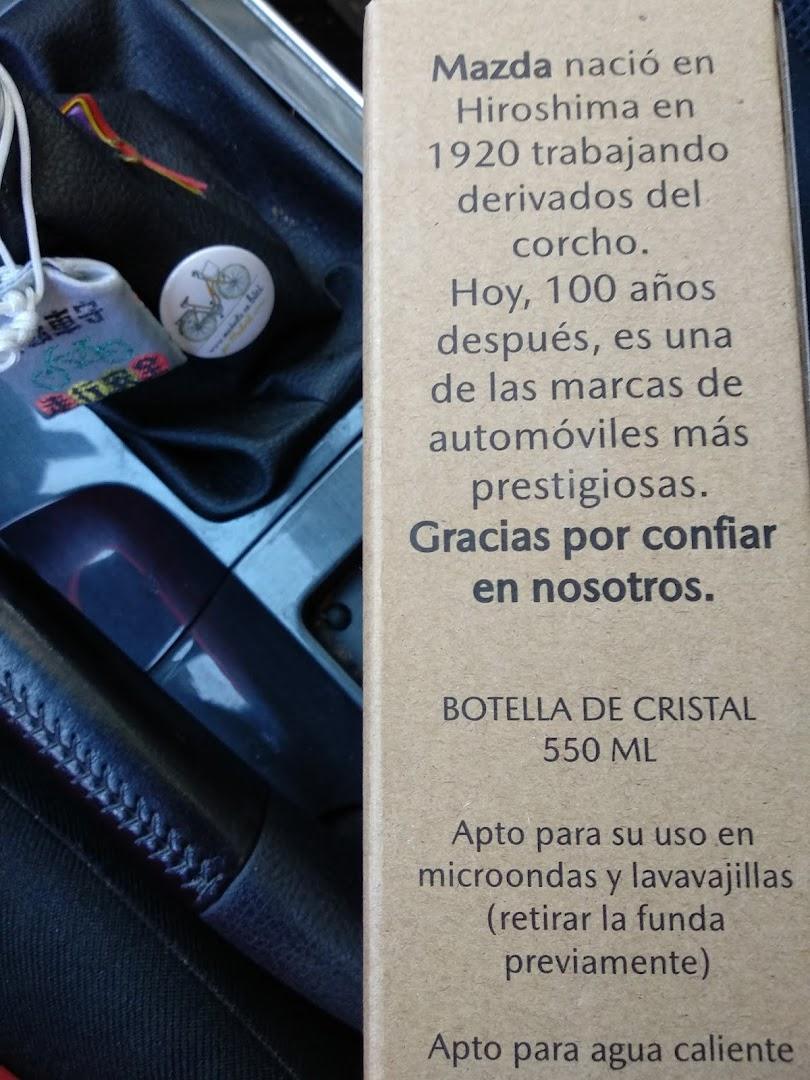 Mazda nació en
Hiroshima en
1920 trabajando
derivados del
corcho.
Hoy, 100 años
después, es una
de las marcas de
automóviles más
prestigiosas.
Gracias por confiar
en nosotros.
BOTELLA DE CRISTAL
550 ML
Apto para su uso en
microondas y lavavajillas
(retirar la funda
previamente)
Apto para agua caliente
車守